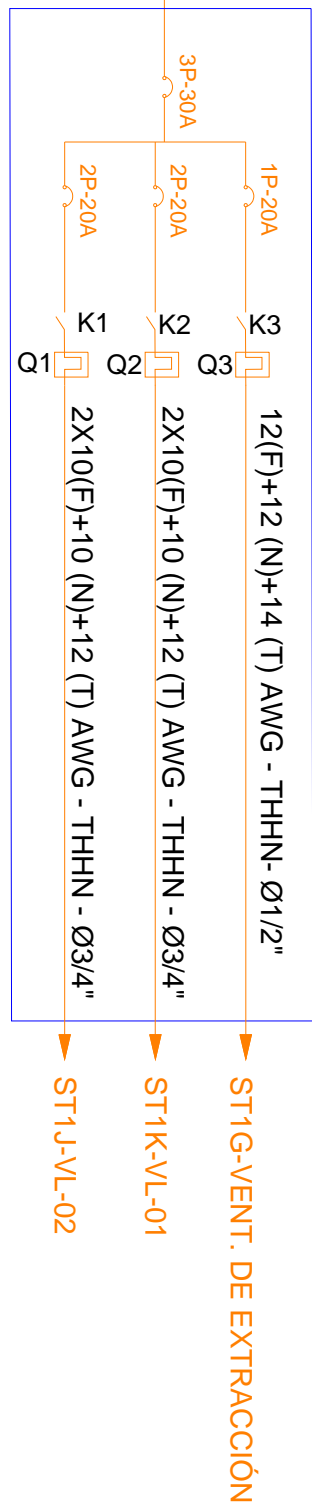 3P-30A
2P-20A
2P-20A
1P-20A
K1
K2
K3
Q1
Q2
Q3
2X10(F)+10 (N)+12 (T) AWG - THHN - Ø3/4"
2X10(F)+10 (N)+12 (T) AWG - THHN - Ø3/4"
12(F)+12 (N)+14 (T) AWG - THHN- Ø1/2"
ST1J-VL-02
ST1K-VL-01
ST1G-VENT. DE EXTRACCIÓN